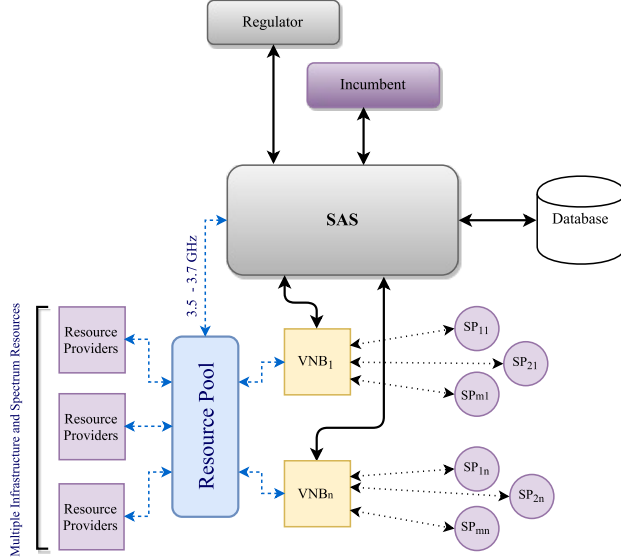 Regulator
Incumbent
SAS
Database
3.5 - 3.7 GHz
Multiple Infrastructure and Spectrum Resources
Resource
Providers
Resource
Providers
Resource
Providers
Resource Pool
VNB1
SP11
SP21
SPm1
VNBn
SP1n
SP2n
SPmn